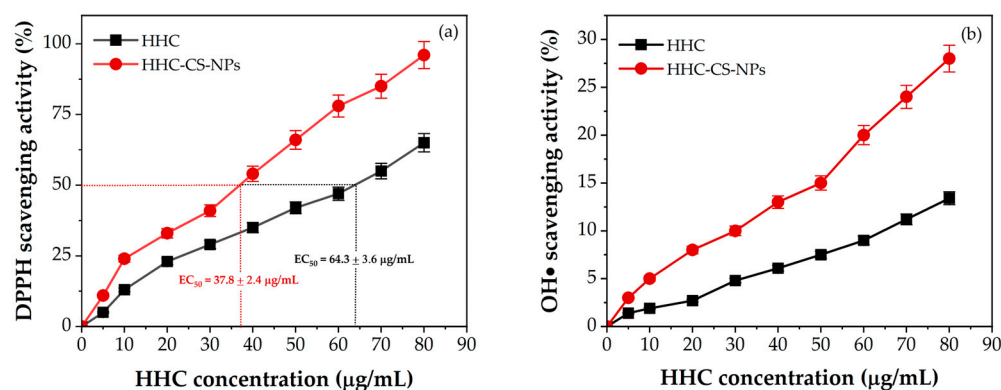 (a)
HHC
HHC-CS-NPs
DPPH scavenging activity (%)
100
75
50
25
0
EC50 = 64.3 ± 3.6 µg/mL
EC50 = 37.8 ± 2.4 µg/mL
0 10 20 30 40 50 60 70 80 90
HHC concentration (µg/mL)
(b)
HHC
HHC-CS-NPs
OH● scavenging activity (%)
30
25
20
15
10
5
0
0 10 20 30 40 50 60 70 80 90
HHC concentration (µg/mL)